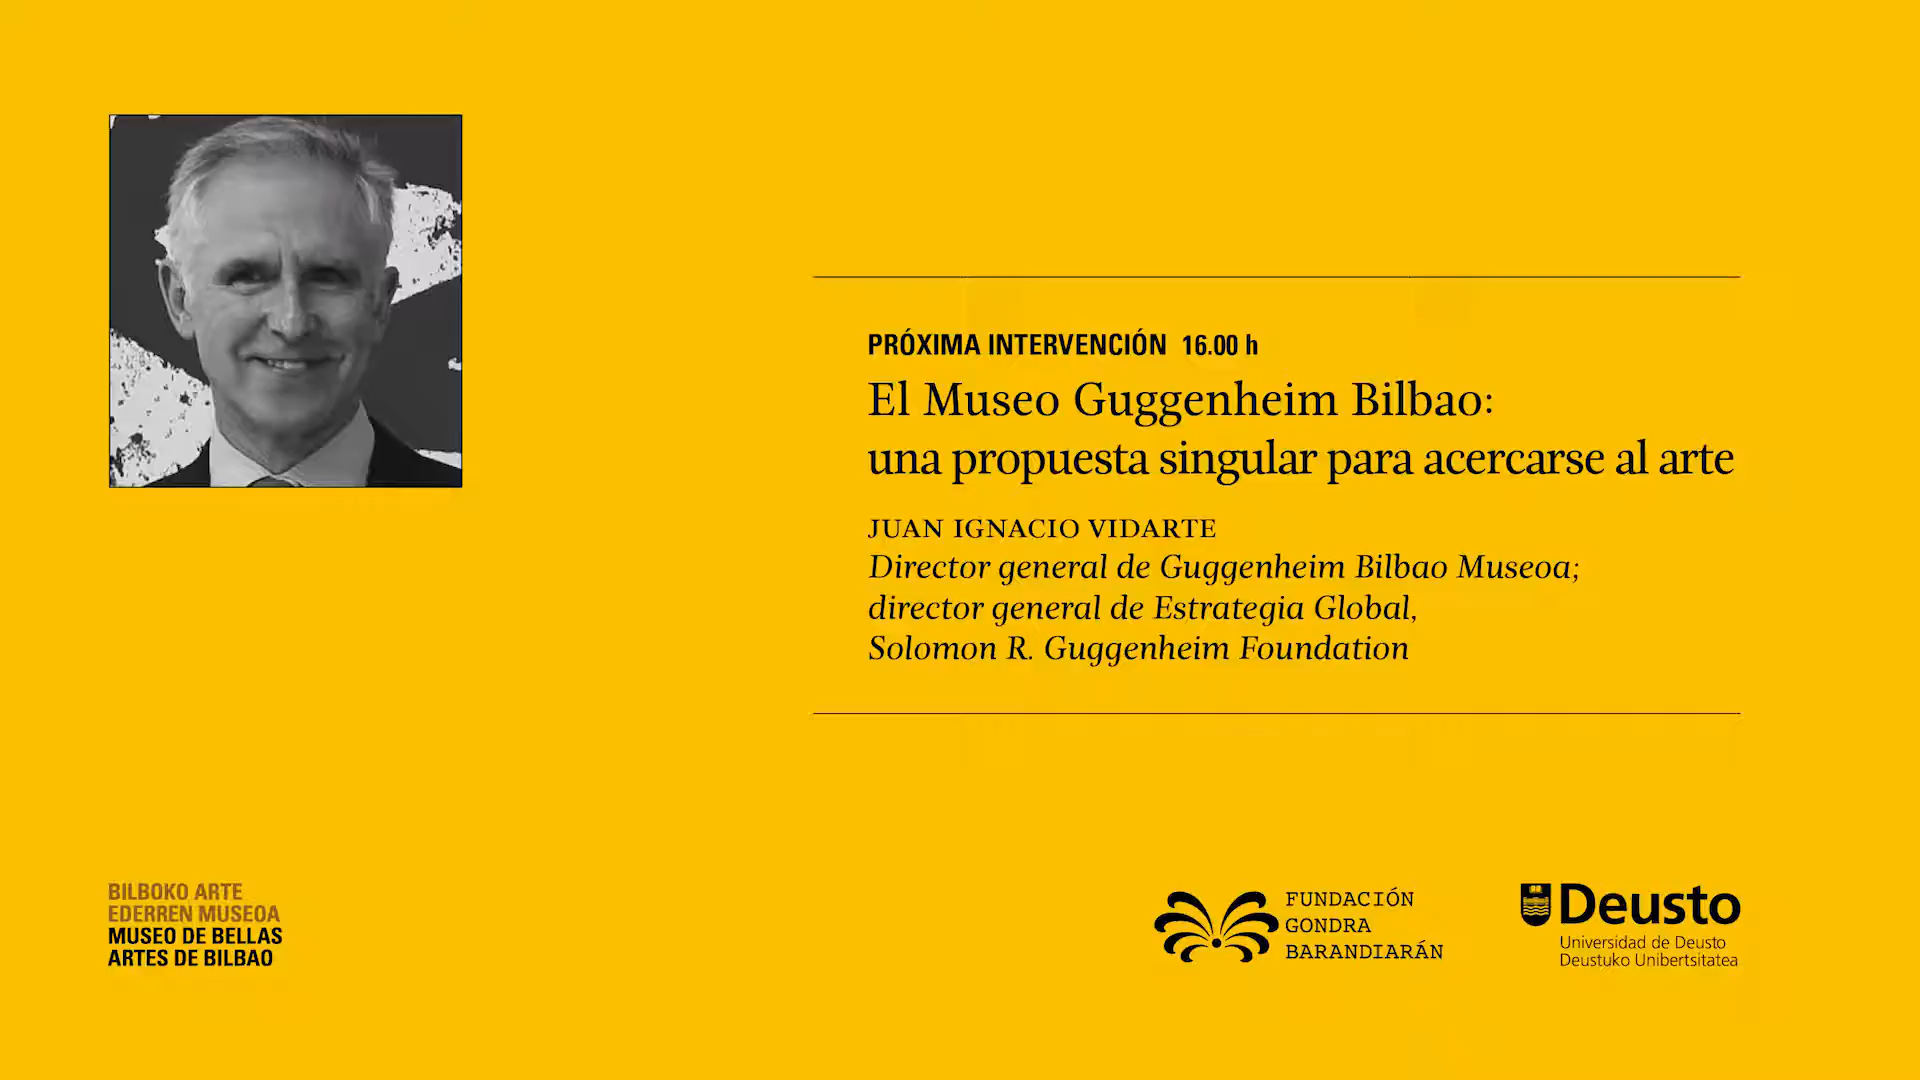 PRÓXIMA INTERVENCIÓN 16.00 h
El Museo Guggenheim Bilbao:
una propuesta singular para acercarse al arte
JUAN IGNACIO VIDARTE
Director general de Guggenheim Bilbao Museoa;
director general de Estrategia Global,
Solomon R. Guggenheim Foundation
BILBOKO ARTE
EDERREN MUSEOA
MUSEO DE BELLAS
ARTES DE BILBAO
FUNDACIÓN
GONDRA
BARANDIARÁN
Deusto
Universidad de Deusto
Deustuko Unibertsitatea